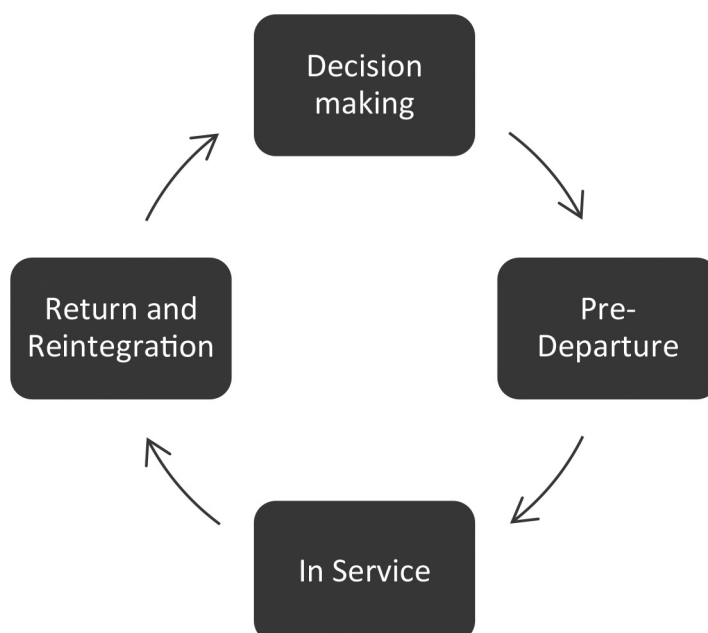 Decision
making
Return and
Reintegration
Pre-
Departure
In Service